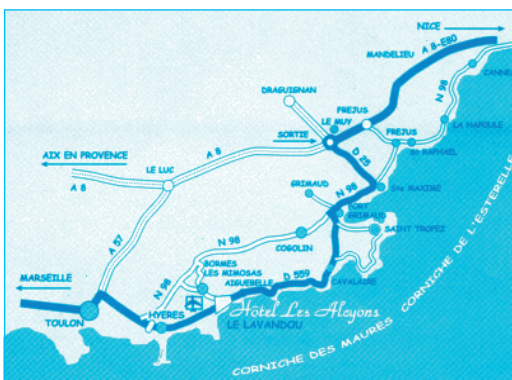 NICE
A 8-E80
MANDELIEU
CANNES
DRAGUIGNAN
N 98
FREJUS
LE MUY
LA NAPOULE
SORTIE
FREJUS
St RAPHAEL
A 8
D 25
AIX EN PROVENCE
LE LUC
A 8
GRIMAUD
N 98
Ste MAXIME
PORT
GRIMAUD
SAINT TROPEZ
A 57
N 98
COGOLIN
BORMES
LES MIMOSAS
MARSEILLE
N 98
AIGUEBELLE
D 559
CAVALAIRE
TOULON
HYERES
Hôtel Les Alcyons
LE LAVANDOU
CORNICHE DES MAURES
CORNICHE DE L'ESTERELLE